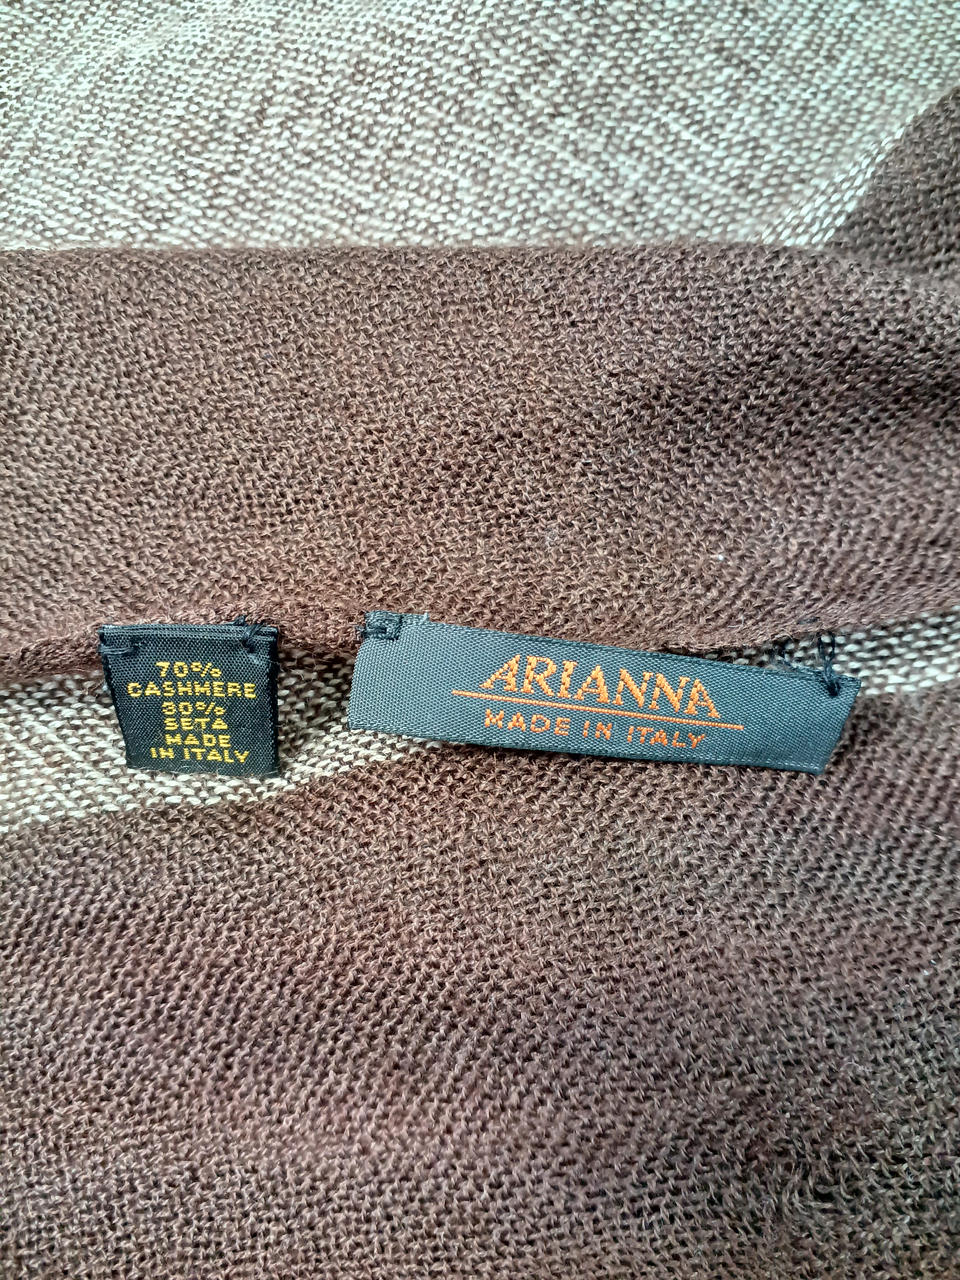 70%
CASHMERE
30%
SETA
MADE
IN ITALY
ARIANNA
MADE IN ITALY